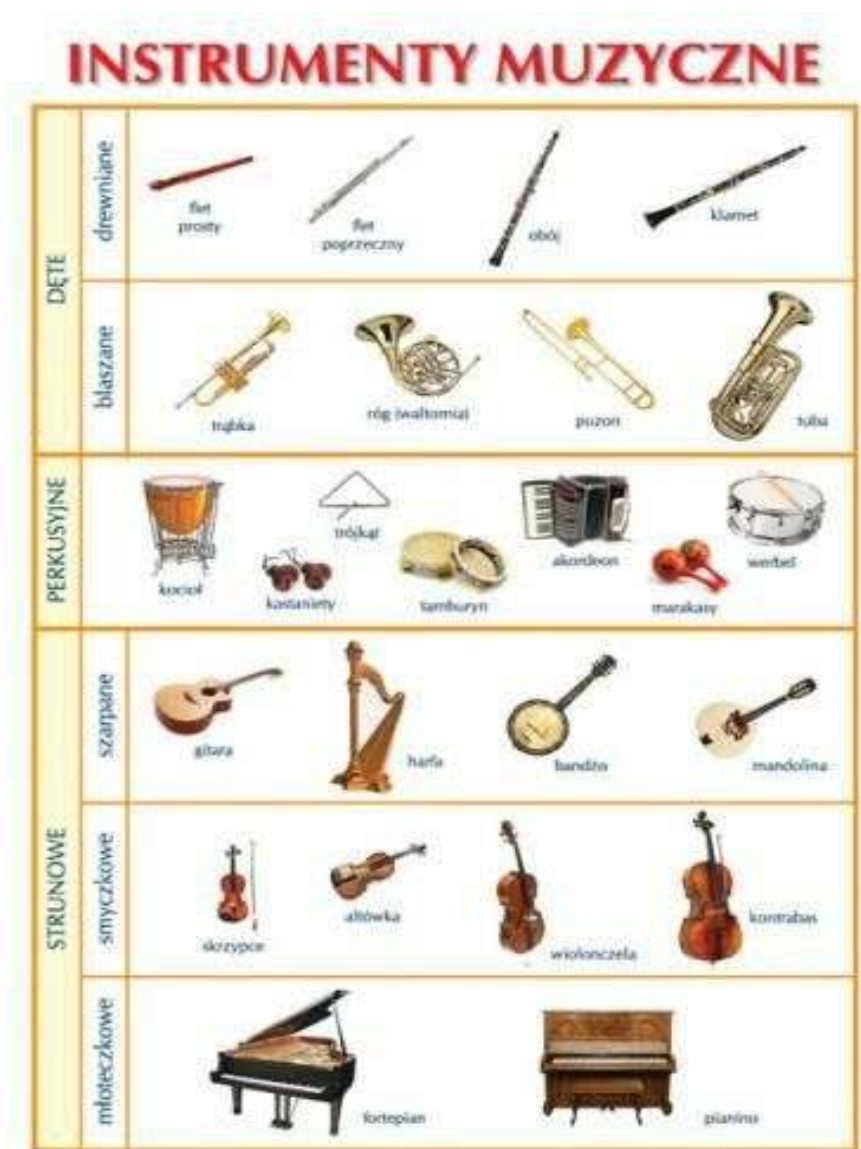 INSTRUMENTY MUZYCZNE
DĘTE
drewniane
flet
prosty
flet
poprzeczny
obój
klarnet
blaszane
trąbka
róg (waltornia)
puzon
tuba
PERKUSYJNE
kocioł
trójkąt
kastaniety
tamburyn
akordeon
marakasy
werbel
STRUNOWE
szarpane
gitara
harfa
bandżo
mandolina
smyczkowe
skrzypce
altówka
wiolonczela
kontrabas
młoteczkowe
fortepian
pianino